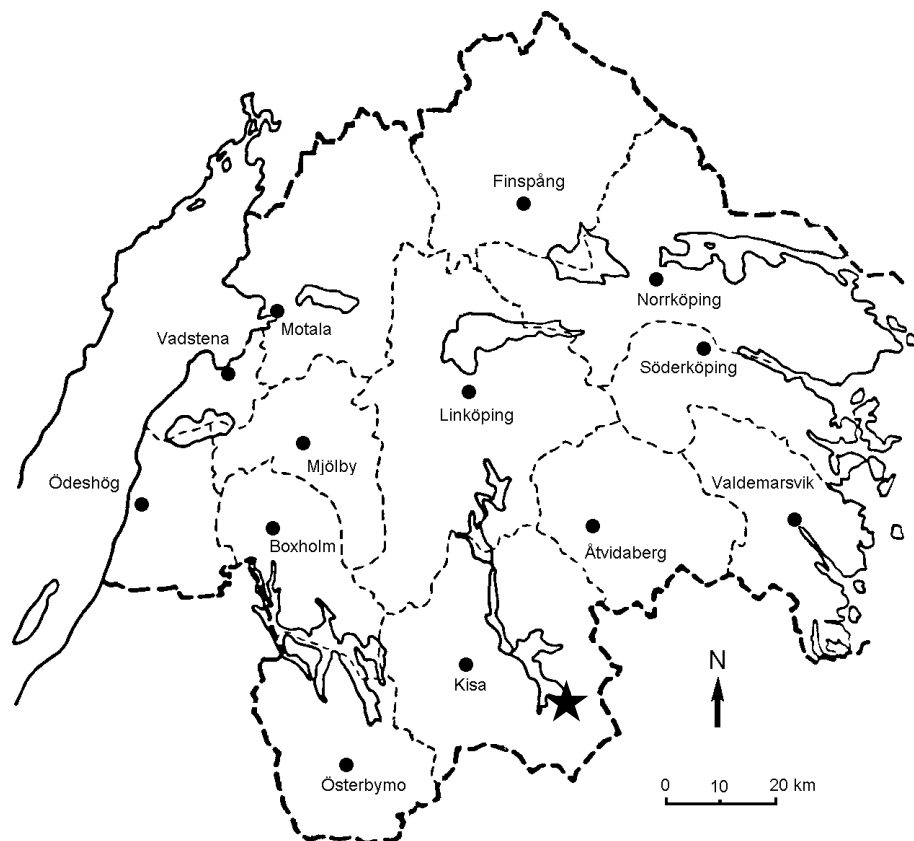 Finspång
Norrköping
Motala
Vadstena
Söderköping
Linköping
Mjölby
Ödeshög
Valdemarsvik
Boxholm
Åtvidaberg
N
Kisa
Österbymo
0 10 20 km